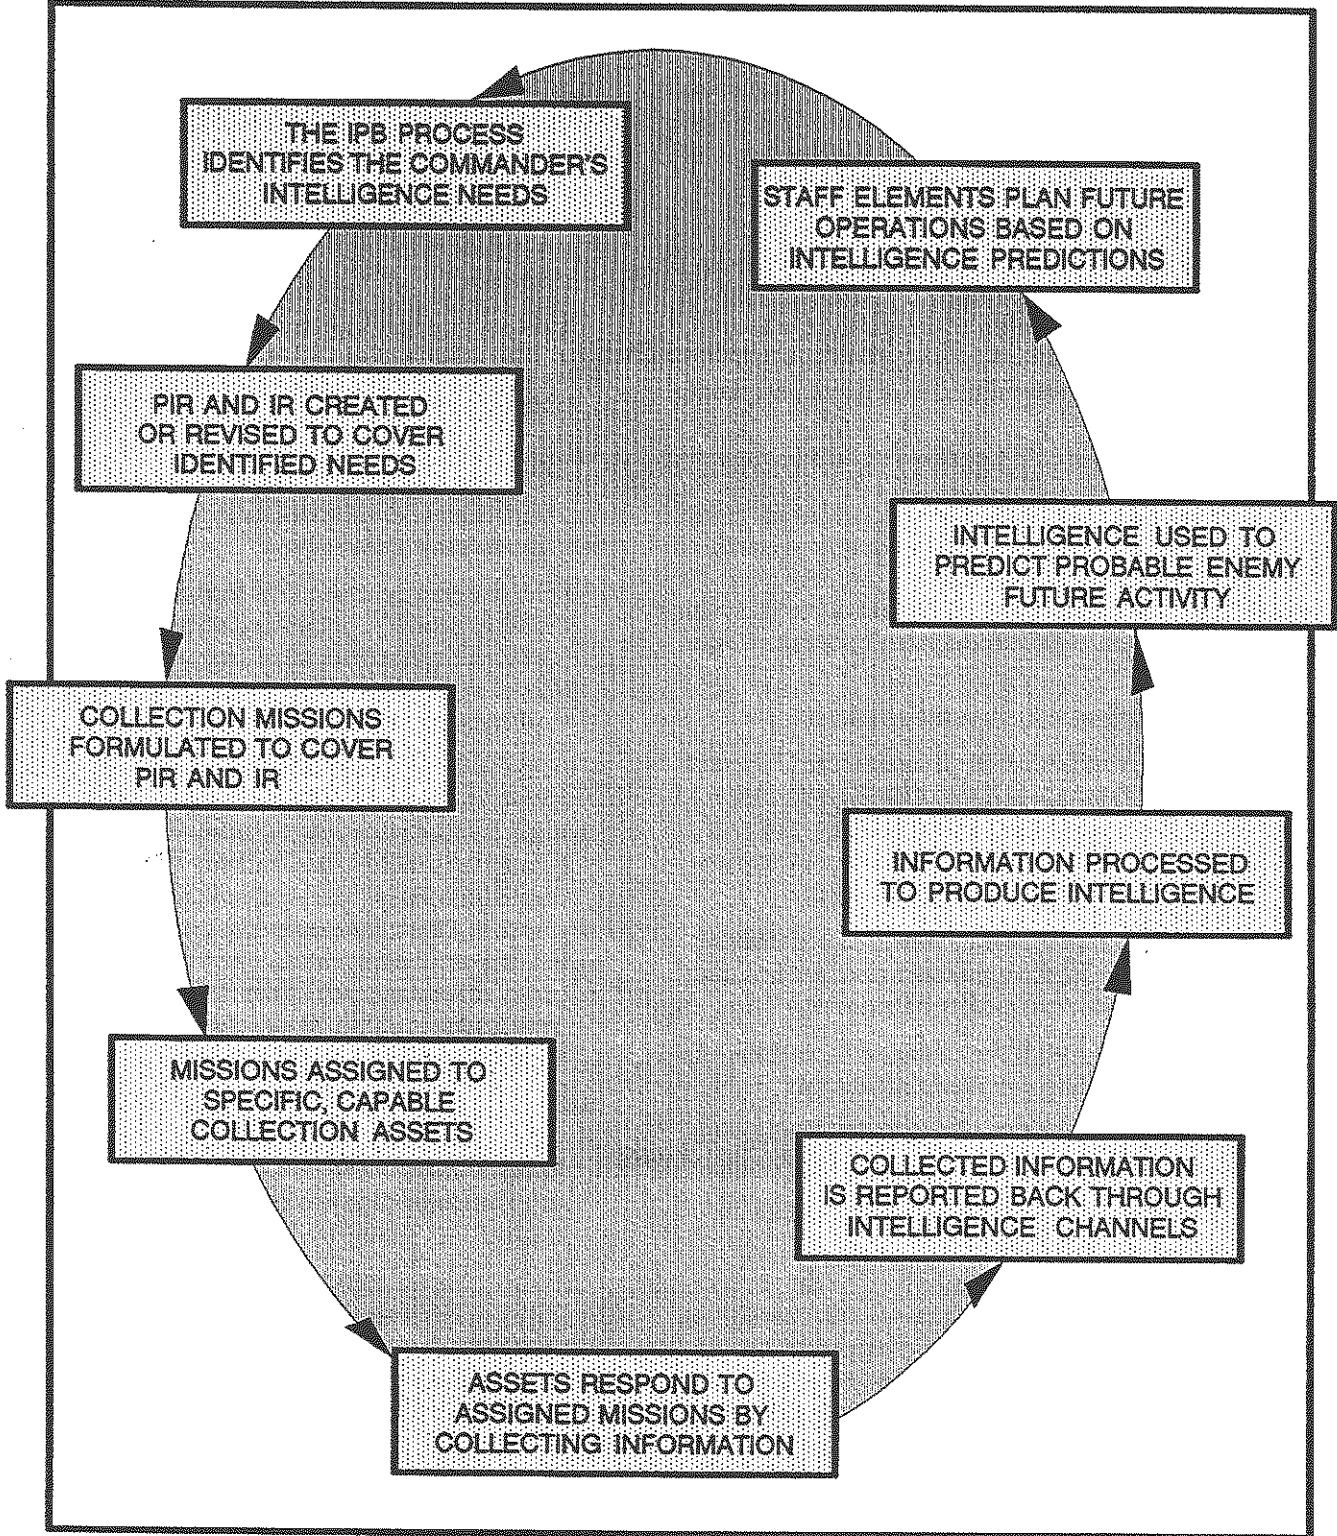 THE IPB PROCESS
IDENTIFIES THE COMMANDER'S
INTELLIGENCE NEEDS
STAFF ELEMENTS PLAN FUTURE
OPERATIONS BASED ON
INTELLIGENCE PREDICTIONS
PIR AND IR CREATED
OR REVISED TO COVER
IDENTIFIED NEEDS
INTELLIGENCE USED TO
PREDICT PROBABLE ENEMY
FUTURE ACTIVITY
COLLECTION MISSIONS
FORMULATED TO COVER
PIR AND IR
INFORMATION PROCESSED
TO PRODUCE INTELLIGENCE
MISSIONS ASSIGNED TO
SPECIFIC, CAPABLE
COLLECTION ASSETS
COLLECTED INFORMATION
IS REPORTED BACK THROUGH
INTELLIGENCE CHANNELS
ASSETS RESPOND TO
ASSIGNED MISSIONS BY
COLLECTING INFORMATION